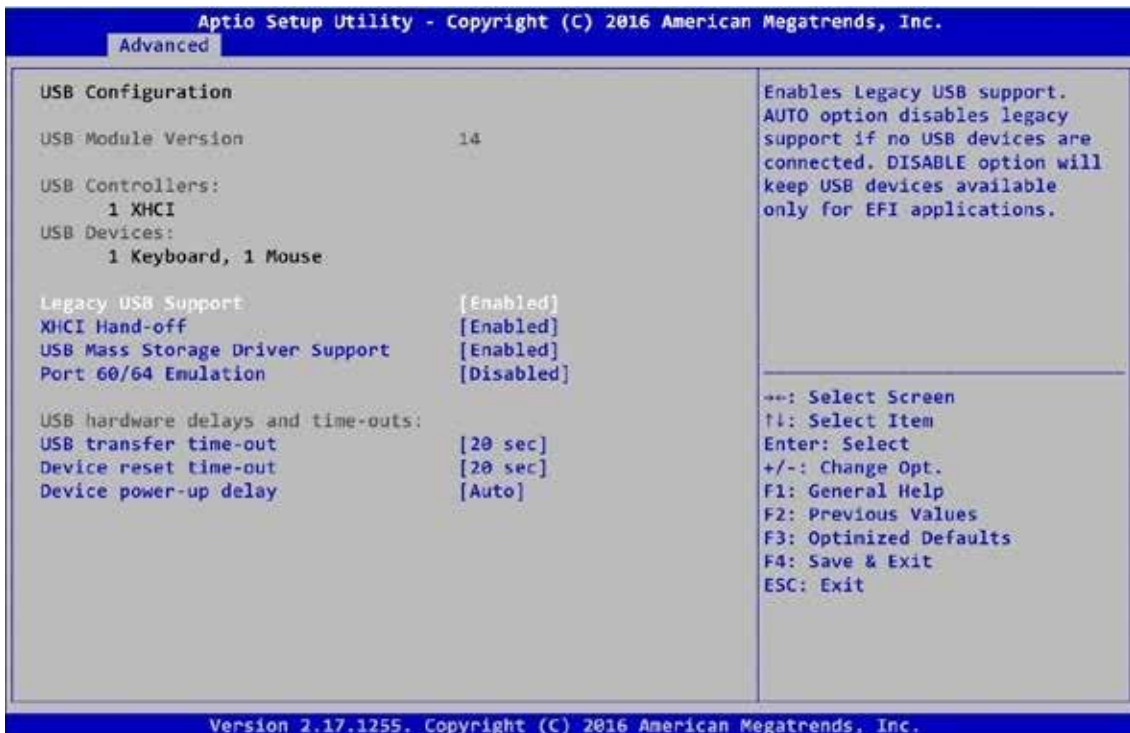 Aptio Setup Utility - Copyright (C) 2016 American Megatrends, Inc.
Advanced
USB Configuration
USB Module Version 14
USB Controllers:
1 XHCI
USB Devices:
1 Keyboard, 1 Mouse
Legacy USB Support [Enabled]
XHCI Hand-off [Enabled]
USB Mass Storage Driver Support [Enabled]
Port 60/64 Emulation [Disabled]
USB hardware delays and time-outs:
USB transfer time-out [20 sec]
Device reset time-out [20 sec]
Device power-up delay [Auto]
Enables Legacy USB support.
AUTO option disables legacy
support if no USB devices are
connected. DISABLE option will
keep USB devices available
only for EFI applications.
→←: Select Screen
↑↓: Select Item
Enter: Select
+/-: Change Opt.
F1: General Help
F2: Previous Values
F3: Optimized Defaults
F4: Save & Exit
ESC: Exit
Version 2.17.1255. Copyright (C) 2016 American Megatrends, Inc.